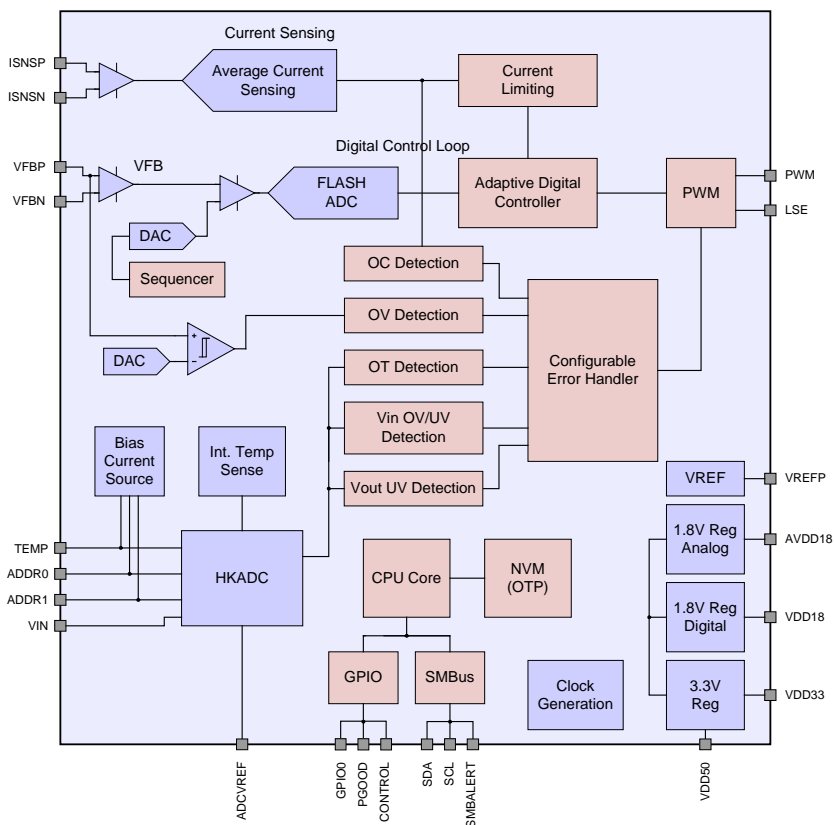 Current Sensing
ISNSP
ISNSN
Average Current
Sensing
Current
Limiting
Digital Control Loop
VFBP
VFBN
VFB
FLASH
ADC
Adaptive Digital
Controller
PWM
PWM
LSE
DAC
Sequencer
OC Detection
OV Detection
+
-
DAC
OT Detection
Configurable
Error Handler
Vin OV/UV
Detection
Vout UV Detection
Bias
Current
Source
Int. Temp
Sense
VREF
VREFP
1.8V Reg
Analog
AVDD18
TEMP
ADDR0
ADDR1
VIN
HKADC
CPU Core
NVM
(OTP)
1.8V Reg
Digital
VDD18
GPIO
SMBus
Clock
Generation
3.3V
Reg
VDD33
ADCVREF
GPIO0
PGOOD
CONTROL
SDA
SCL
SMBALERT
VDD50